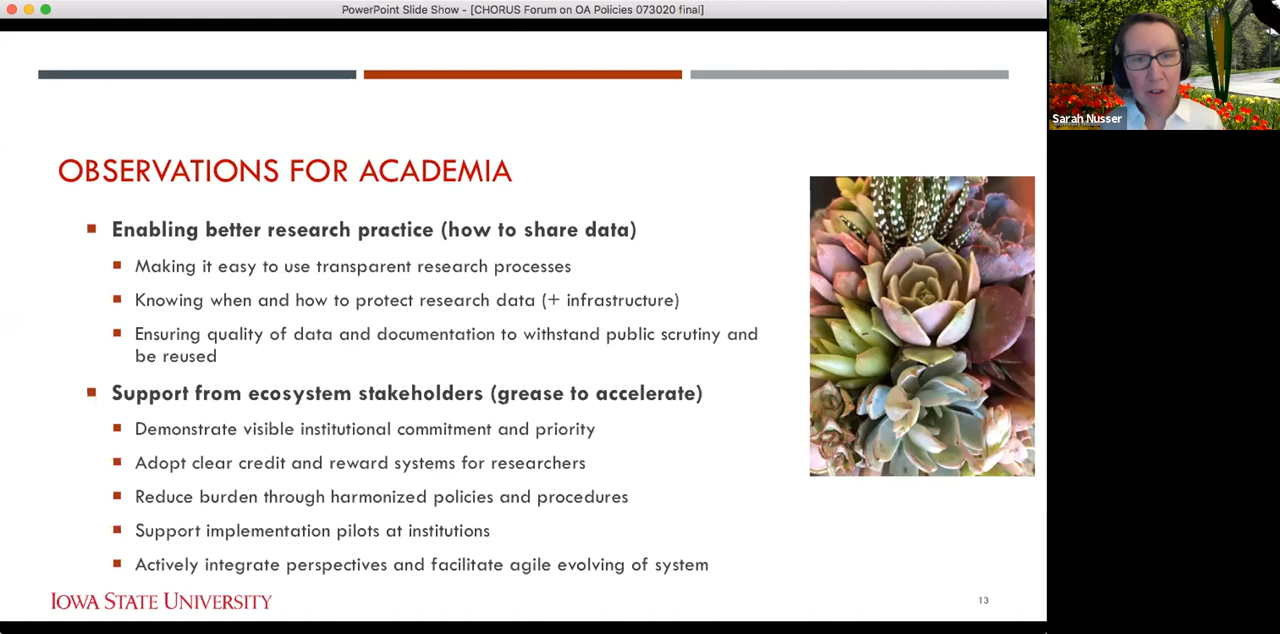 PowerPoint Slide Show - [CHORUS Forum on OA Policies 073020 final]
Sarah Nusser
OBSERVATIONS FOR ACADEMIA
Enabling better research practice (how to share data)
Making it easy to use transparent research processes
Knowing when and how to protect research data (+ infrastructure)
Ensuring quality of data and documentation to withstand public scrutiny and
be reused
Support from ecosystem stakeholders (grease to accelerate)
Demonstrate visible institutional commitment and priority
Adopt clear credit and reward systems for researchers
Reduce burden through harmonized policies and procedures
Support implementation pilots at institutions
Actively integrate perspectives and facilitate agile evolving of system
IOWA STATE UNIVERSITY
13